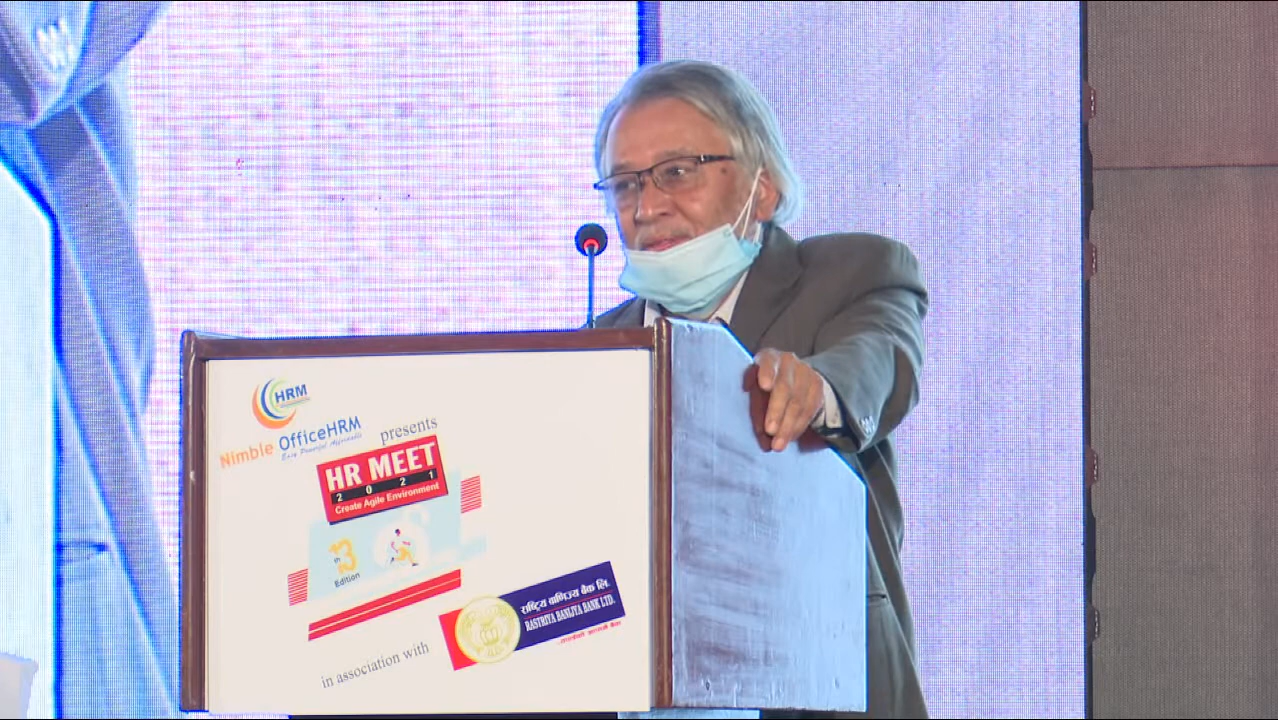 HRM
Nimble OfficeHRM
Easy Powerful Affordable
presents
HR MEET
2021
Create Agile Environment
13th
Edition
in association with
राष्ट्रिय वाणिज्य बैंक लि.
RASTRIYA BANIJYA BANK LTD.